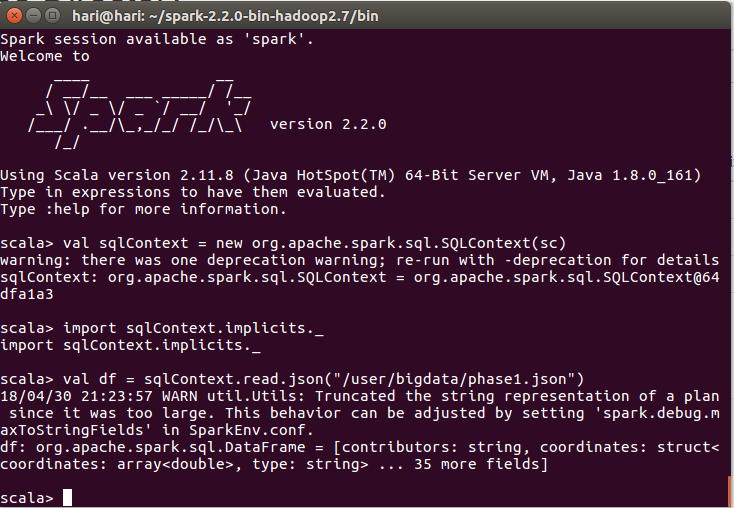 hari@hari: ~/spark-2.2.0-bin-hadoop2.7/bin
Spark session available as 'spark'.
Welcome to
      ____              __
     / __/__  ___ _____/ /__
    _\ \/ _ \/ _ `/ __/  '_/
   /___/ .__/\_,_/_/ /_/\_\   version 2.2.0
      /_/
Using Scala version 2.11.8 (Java HotSpot(TM) 64-Bit Server VM, Java 1.8.0_161)
Type in expressions to have them evaluated.
Type :help for more information.
scala> val sqlContext = new org.apache.spark.sql.SQLContext(sc)
warning: there was one deprecation warning; re-run with -deprecation for details
sqlContext: org.apache.spark.sql.SQLContext = org.apache.spark.sql.SQLContext@64
dfa1a3
scala> import sqlContext.implicits._
import sqlContext.implicits._
scala> val df = sqlContext.read.json("/user/bigdata/phase1.json")
18/04/30 21:23:57 WARN util.Utils: Truncated the string representation of a plan
 since it was too large. This behavior can be adjusted by setting 'spark.debug.m
axToStringFields' in SparkEnv.conf.
df: org.apache.spark.sql.DataFrame = [contributors: string, coordinates: struct<
coordinates: array<double>, type: string> ... 35 more fields]
scala>